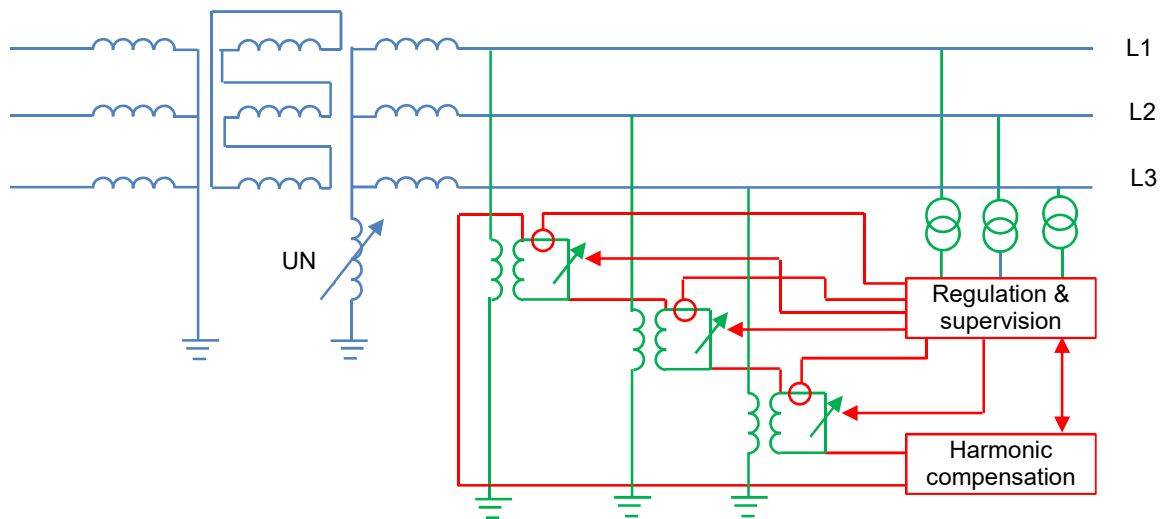 L1
L2
L3
UN
Regulation &
supervision
Harmonic
compensation